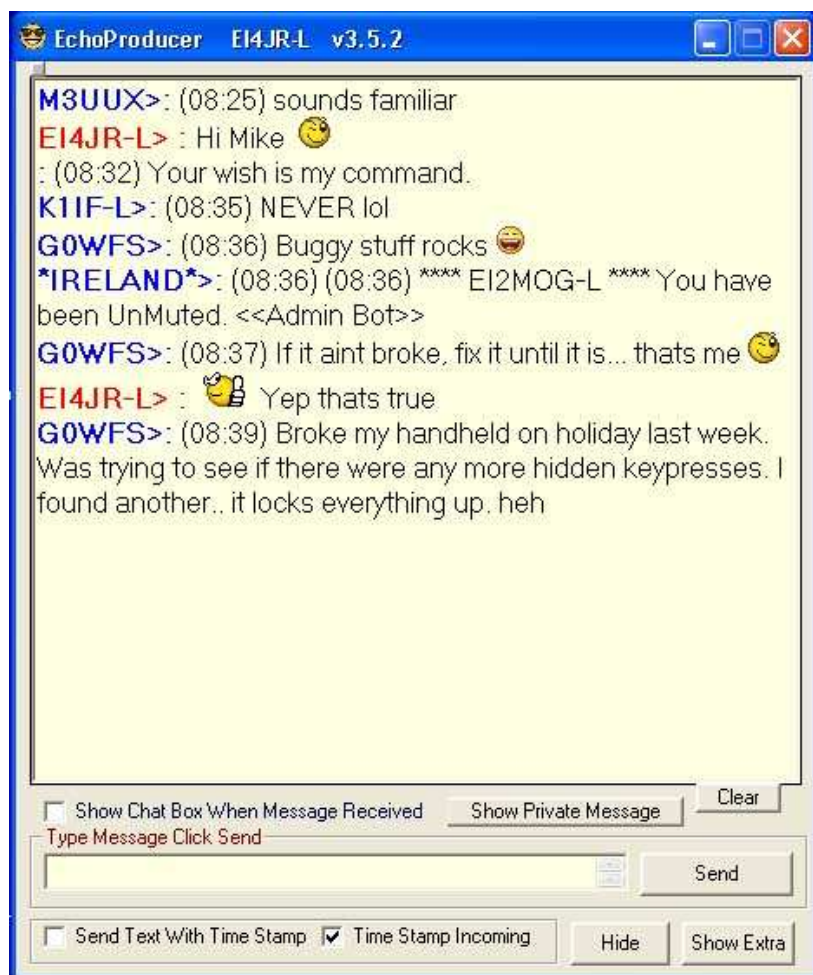 EchoProducer EI4JR-L v3.5.2
M3UUX>: (08:25) sounds familiar
EI4JR-L> : Hi Mike
: (08:32) Your wish is my command.
K1IF-L>: (08:35) NEVER lol
G0WFS>: (08:36) Buggy stuff rocks
*IRELAND*>: (08:36) (08:36) **** EI2MOG-L **** You have
been UnMuted. <<Admin Bot>>
G0WFS>: (08:37) If it aint broke, fix it until it is... thats me
EI4JR-L> : Yep thats true
G0WFS>: (08:39) Broke my handheld on holiday last week.
Was trying to see if there were any more hidden keypresses. I
found another.. it locks everything up. heh
Show Chat Box When Message Received Show Private Message Clear
Type Message Click Send
Send
Send Text With Time Stamp Time Stamp Incoming Hide Show Extra